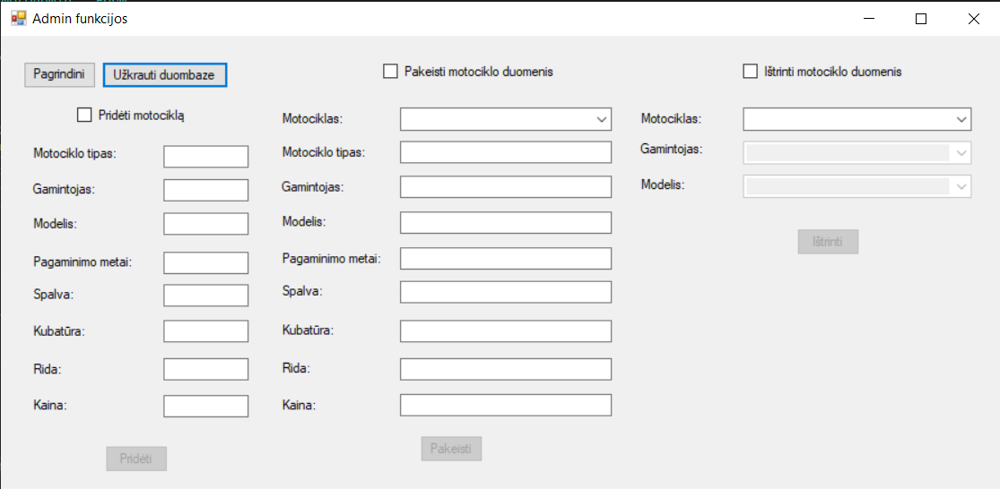 Admin funkcijos
Pagrindini
Užkrauti duombaze
Pridėti motociklą
Motociklo tipas:
Gamintojas:
Modelis:
Pagaminimo metai:
Spalva:
Kubatūra:
Rida:
Kaina:
Pridėti
Pakeisti motociklo duomenis
Motociklas:
Motociklo tipas:
Gamintojas:
Modelis:
Pagaminimo metai:
Spalva:
Kubatūra:
Rida:
Kaina:
Pakeisti
Ištrinti motociklo duomenis
Motociklas:
Gamintojas:
Modelis:
Ištrinti